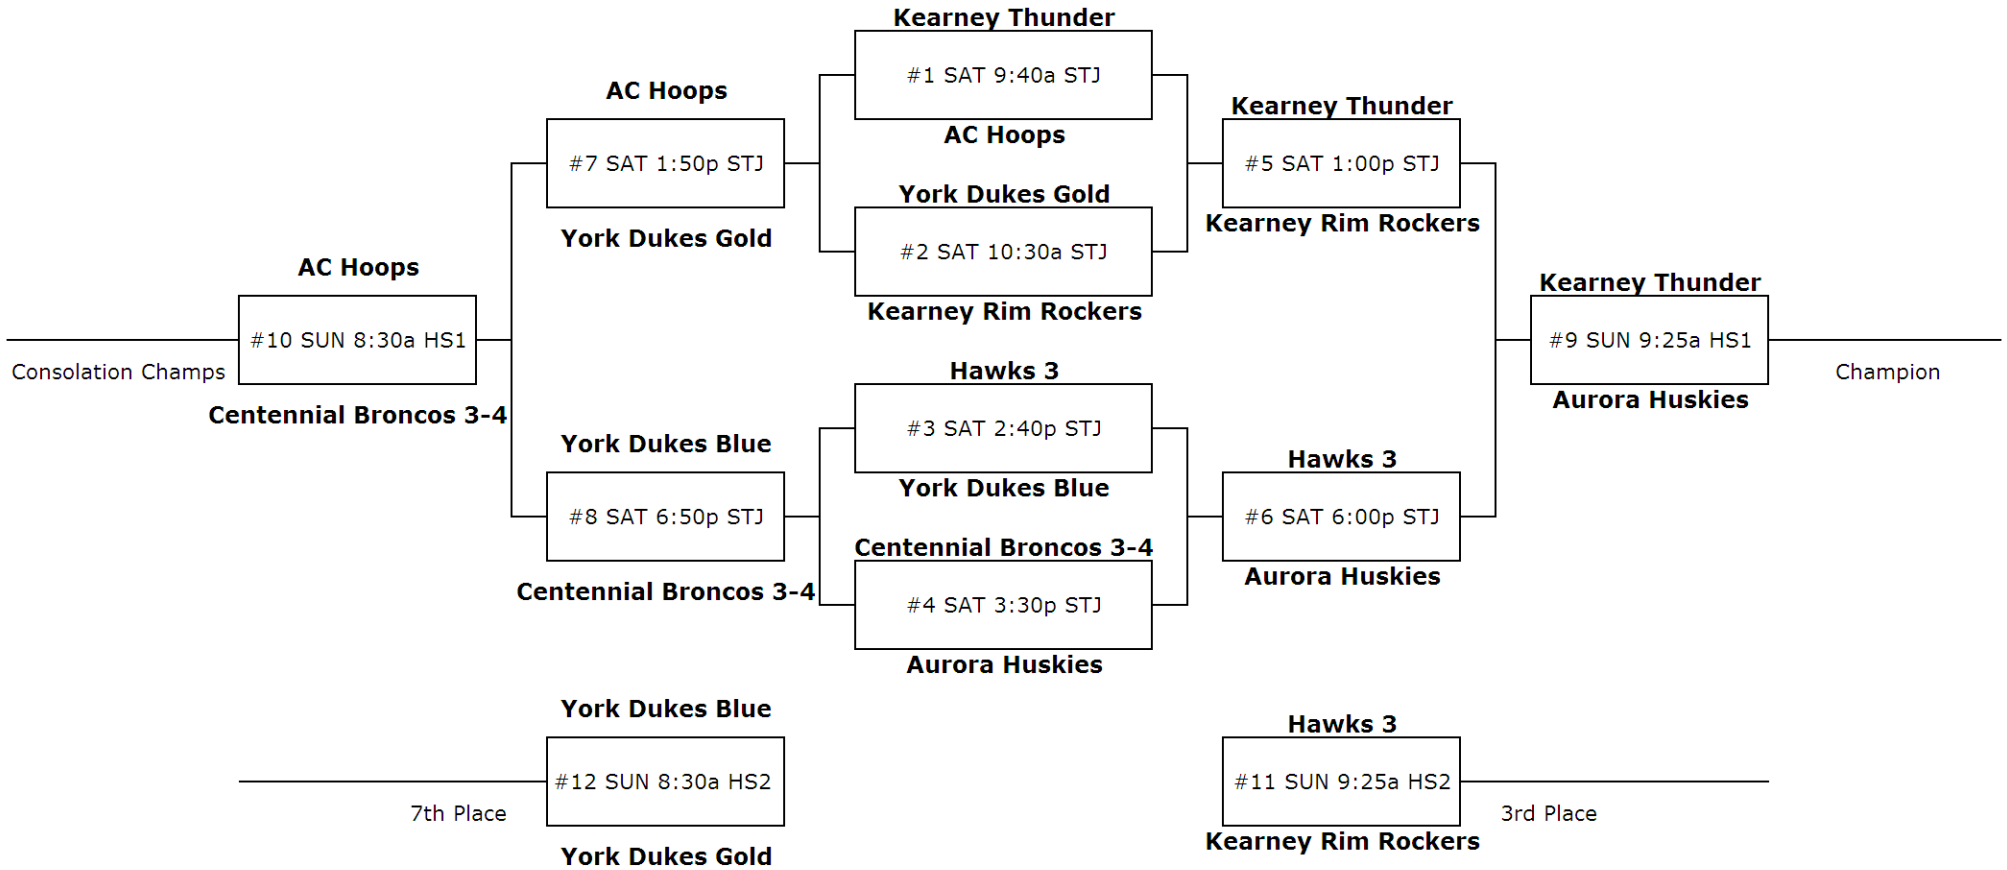 Kearney Thunder
#1 SAT 9:40a STJ
AC Hoops
AC Hoops
#7 SAT 1:50p STJ
York Dukes Gold
Kearney Thunder
#5 SAT 1:00p STJ
Kearney Rim Rockers
York Dukes Gold
#2 SAT 10:30a STJ
Kearney Rim Rockers
AC Hoops
#10 SUN 8:30a HS1
Consolation Champs
Centennial Broncos 3-4
Kearney Thunder
#9 SUN 9:25a HS1
Champion
Aurora Huskies
Hawks 3
#3 SAT 2:40p STJ
York Dukes Blue
York Dukes Blue
#8 SAT 6:50p STJ
Centennial Broncos 3-4
Hawks 3
#6 SAT 6:00p STJ
Aurora Huskies
Centennial Broncos 3-4
#4 SAT 3:30p STJ
Aurora Huskies
York Dukes Blue
#12 SUN 8:30a HS2
7th Place
York Dukes Gold
Hawks 3
#11 SUN 9:25a HS2
3rd Place
Kearney Rim Rockers